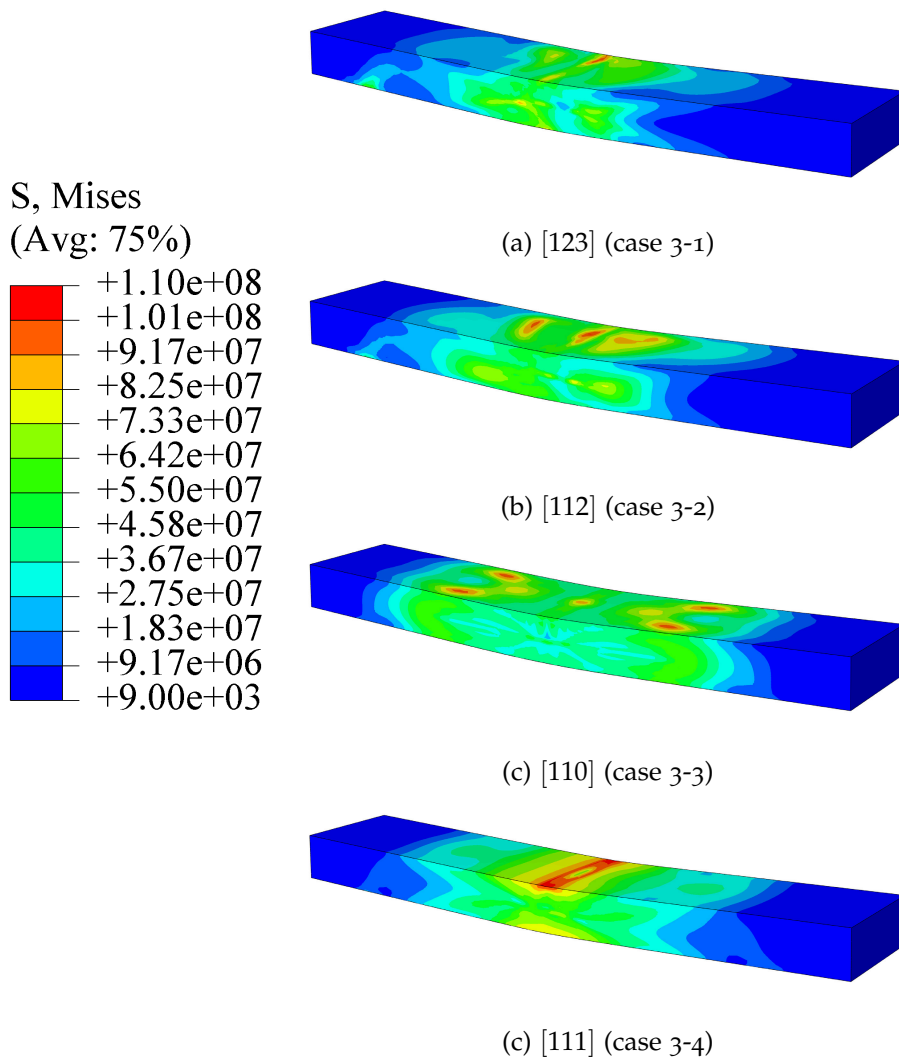 S, Mises
(Avg: 75%)
+1.10e+08
+1.01e+08
+9.17e+07
+8.25e+07
+7.33e+07
+6.42e+07
+5.50e+07
+4.58e+07
+3.67e+07
+2.75e+07
+1.83e+07
+9.17e+06
+9.00e+03
(a) [123] (case 3-1)
(b) [112] (case 3-2)
(c) [110] (case 3-3)
(c) [111] (case 3-4)